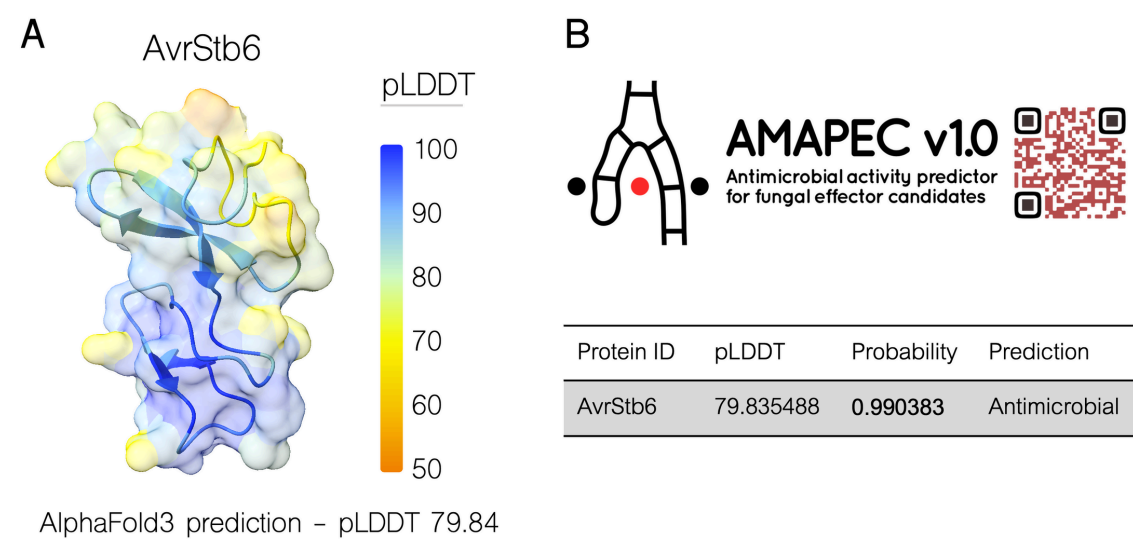 A
AvrStb6
pLDDT
100
90
80
70
60
50
AlphaFold3 prediction - pLDDT 79.84
B
AMAPEC v1.0
Antimicrobial activity predictor
for fungal effector candidates
Protein ID pLDDT Probability Prediction
AvrStb6 79.835488 0.990383 Antimicrobial